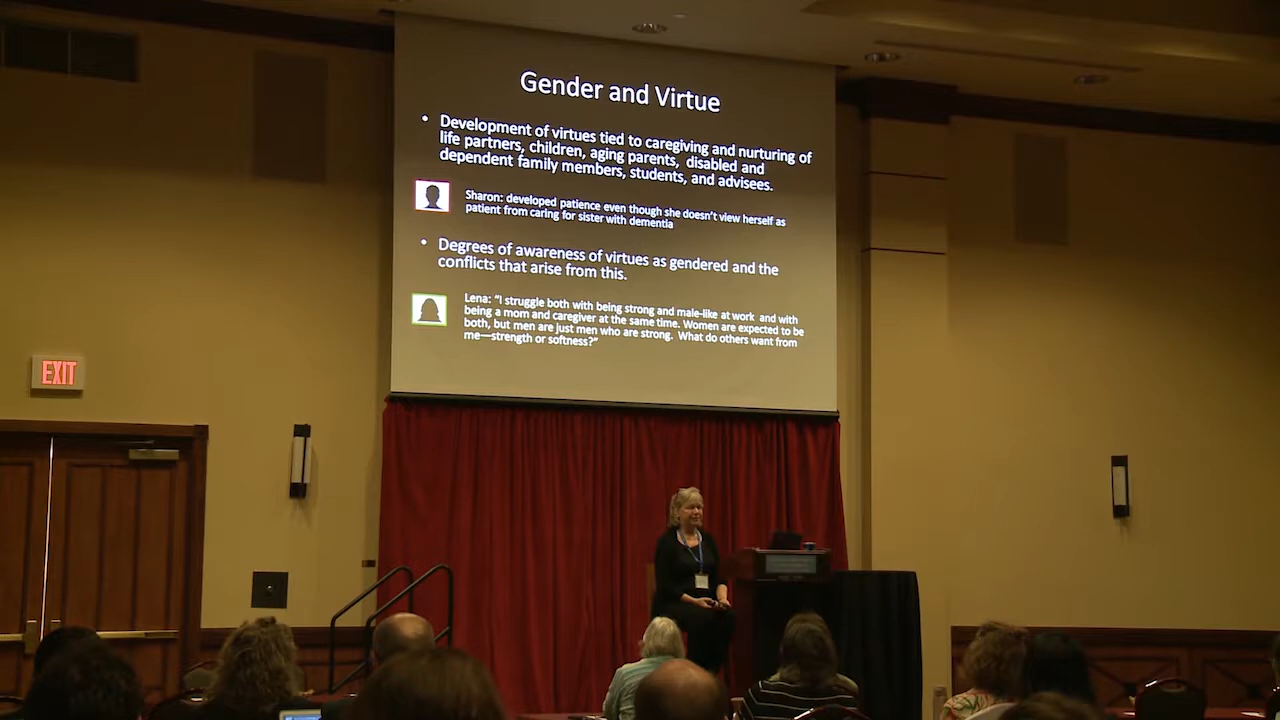 Gender and Virtue
• Development of virtues tied to caregiving and nurturing of
life partners, children, aging parents, disabled and
dependent family members, students, and advisees.
Sharon: developed patience even though she doesn't view herself as
patient from caring for sister with dementia
• Degrees of awareness of virtues as gendered and the
conflicts that arise from this.
Lena: "I struggle both with being strong and male-like at work and with
being a mom and caregiver at the same time. Women are expected to be
both, but men are just men who are strong. What do others want from
me—strength or softness?"
EXIT